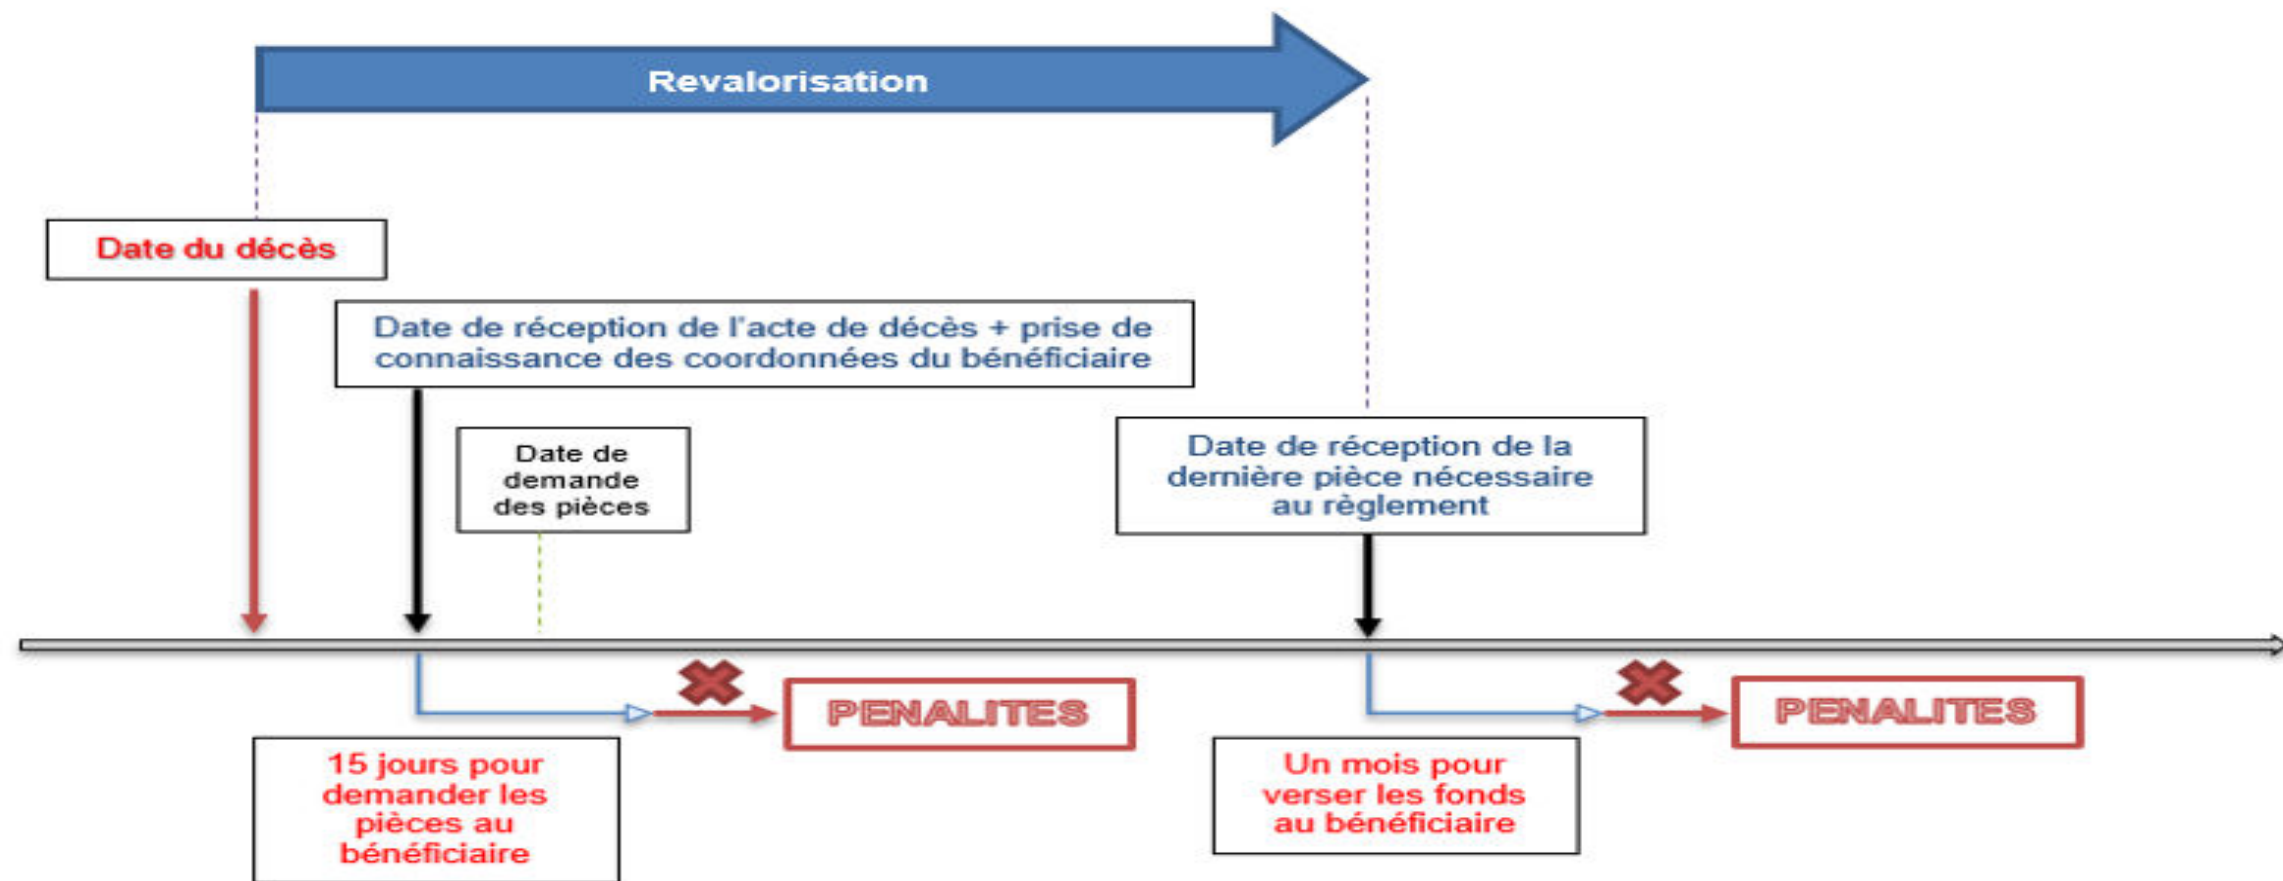 Revalorisation
Date du décès
Date de réception de l'acte de décès + prise de
connaissance des coordonnées du bénéficiaire
Date de
demande
des pièces
Date de réception de la
dernière pièce nécessaire
au règlement
PENALITES
PENALITES
15 jours pour
demander les
pièces au
bénéficiaire
Un mois pour
verser les fonds
au bénéficiaire